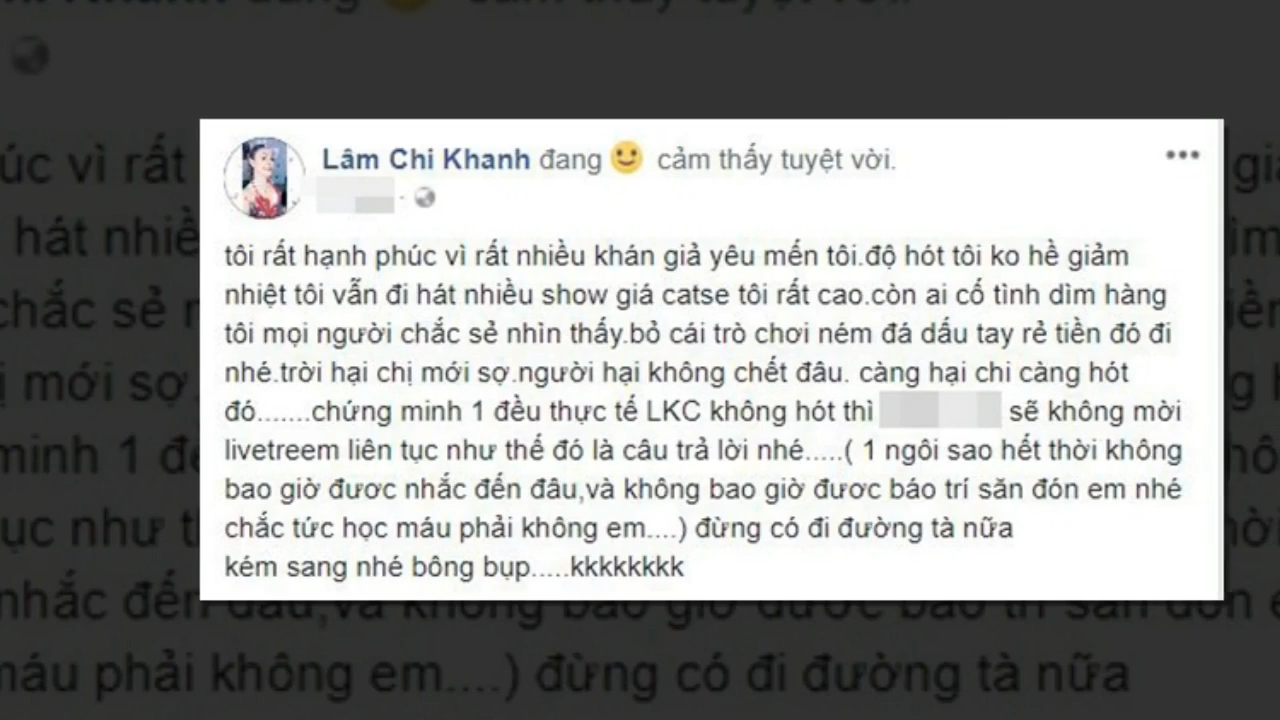 Lâm Chi Khanh đang cảm thấy tuyệt vời.
tôi rất hạnh phúc vì rất nhiều khán giả yêu mến tôi.độ hót tôi ko hề giảm
nhiệt tôi vẫn đi hát nhiều show giá catse tôi rất cao.còn ai cố tình dìm hàng
tôi mọi người chắc sẻ nhìn thấy.bỏ cái trò chơi ném đá dấu tay rẻ tiền đó đi
nhé.trời hại chị mới sợ.người hại không chết đâu. càng hại chi càng hót
đó.......chứng minh 1 đều thực tế LKC không hót thì sẽ không mời
livetreem liên tục như thế đó là câu trả lời nhé.....( 1 ngôi sao hết thời không
bao giờ đươc nhắc đến đâu,và không bao giờ đươc báo trí săn đón em nhé
chắc tức học máu phải không em....) đừng có đi đường tà nữa
kém sang nhé bông bụp.....kkkkkkkk